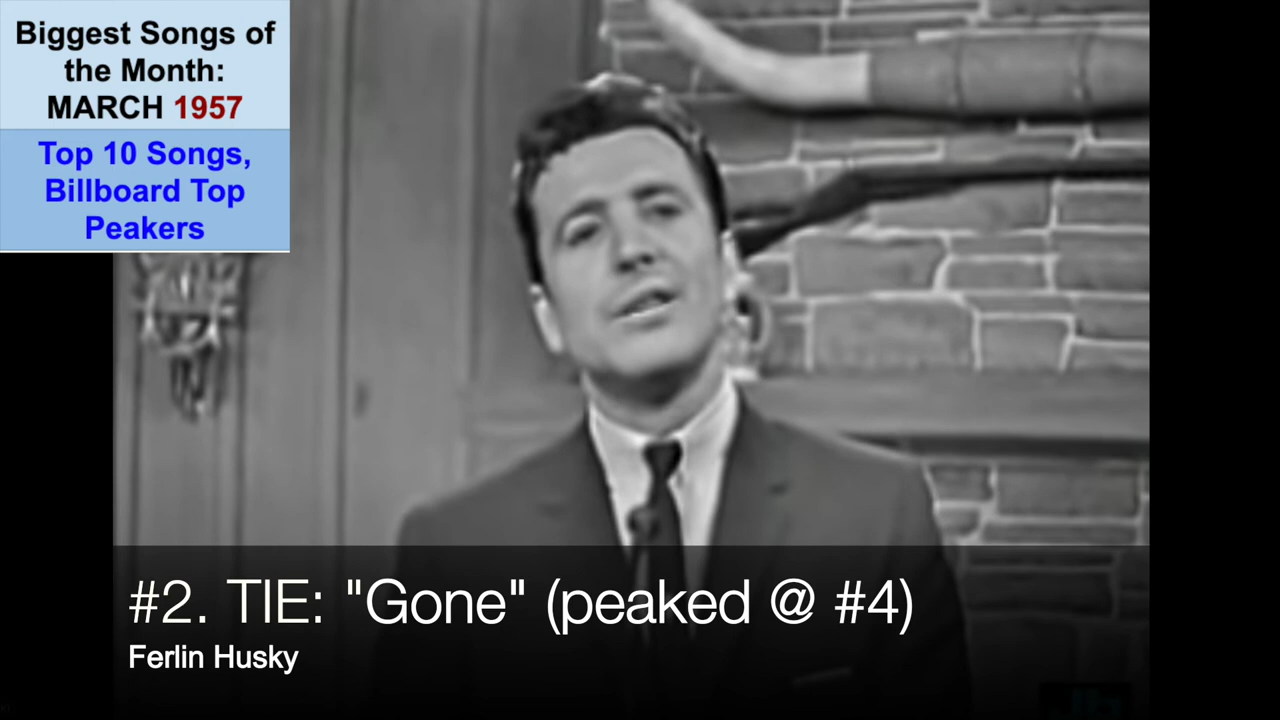 Biggest Songs of
the Month:
MARCH 1957
Top 10 Songs,
Billboard Top
Peakers
#2. TIE: "Gone" (peaked @ #4)
Ferlin Husky